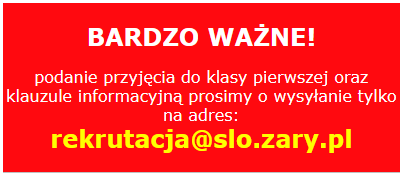 BARDZO WAŻNE!
podanie przyjęcia do klasy pierwszej oraz
klauzule informacyjną prosimy o wysyłanie tylko
na adres:
rekrutacja@slo.zary.pl